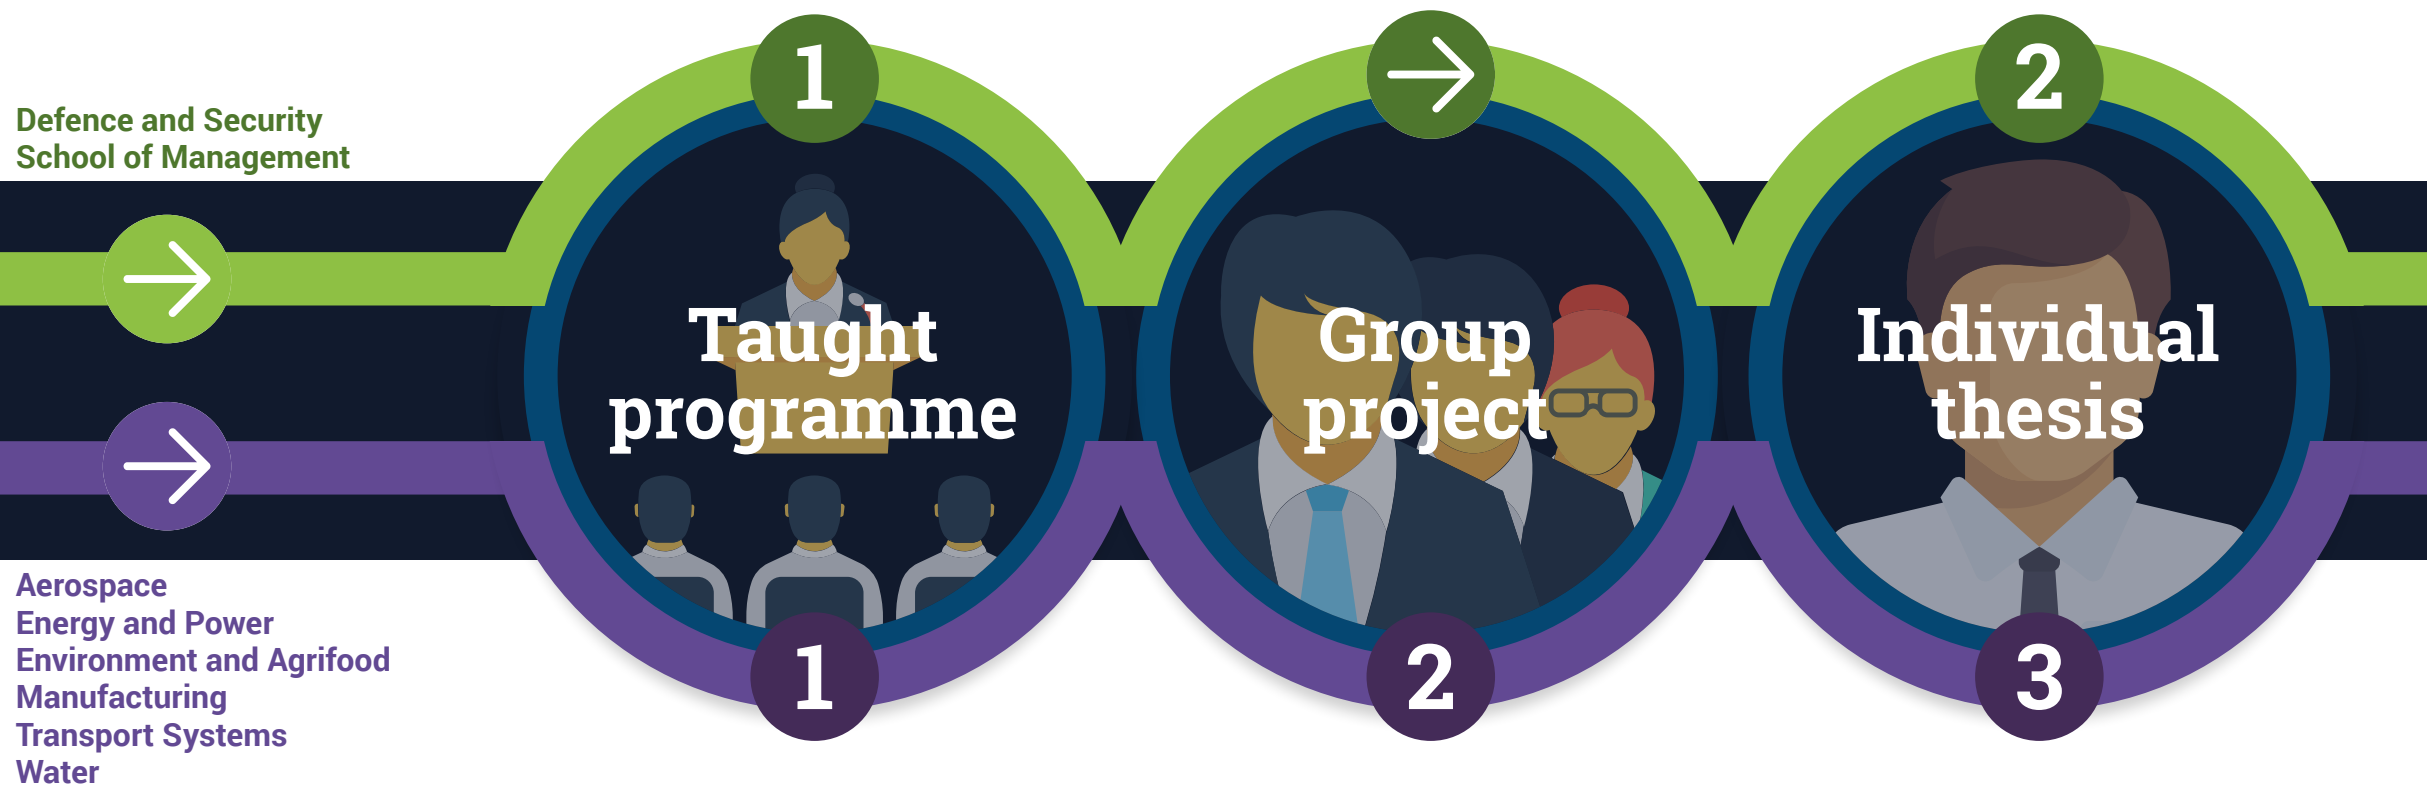 Defence and Security
School of Management
1
2
Taught
programme
Group
project
Individual
thesis
1
2
3
Aerospace
Energy and Power
Environment and Agrifood
Manufacturing
Transport Systems
Water